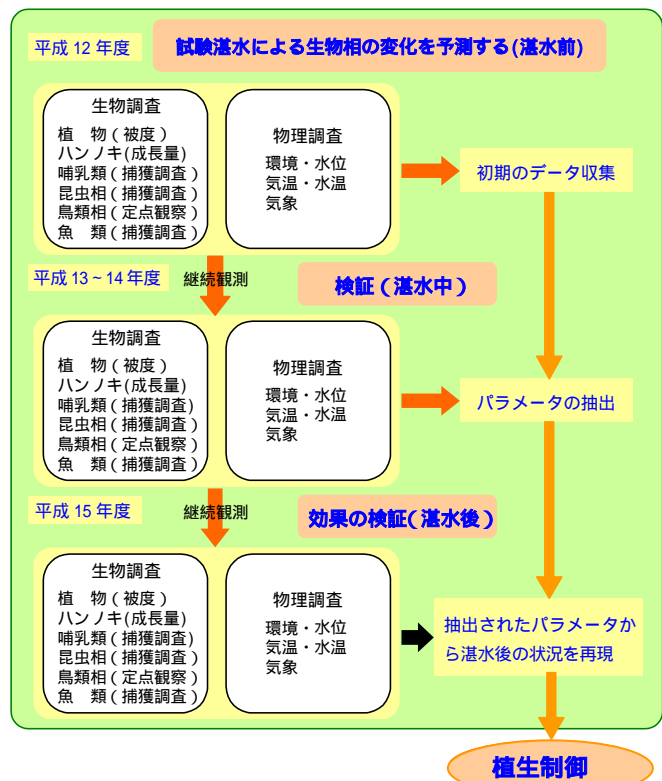 平成 12 年度
試験湛水による生物相の変化を予測する(湛水前)
生物調査
植　物（被度）
ハンノキ(成長量)
哺乳類（捕獲調査）
昆虫相（捕獲調査）
鳥類相（定点観察）
魚　類（捕獲調査）
物理調査
環境・水位
気温・水温
気象
初期のデータ収集
平成 13～14 年度
継続観測
検証（湛水中）
生物調査
植　物（被度）
ハンノキ(成長量)
哺乳類（捕獲調査)
昆虫相（捕獲調査）
鳥類相（定点観察）
魚　類（捕獲調査）
物理調査
環境・水位
気温・水温
気象
パラメータの抽出
平成 15 年度
継続観測
効果の検証（湛水後）
生物調査
植　物（被度）
ハンノキ(成長量)
哺乳類（捕獲調査)
昆虫相（捕獲調査）
鳥類相（定点観察）
魚　類（捕獲調査）
物理調査
環境・水位
気温・水温
気象
抽出されたパラメータか
ら湛水後の状況を再現
植生制御